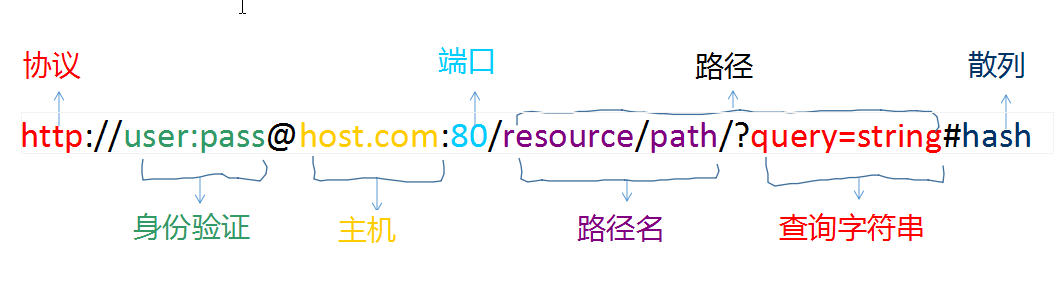 协议 端口 路径 散列
http://user:pass@host.com:80/resource/path/?query=string#hash
身份验证 主机 路径名 查询字符串